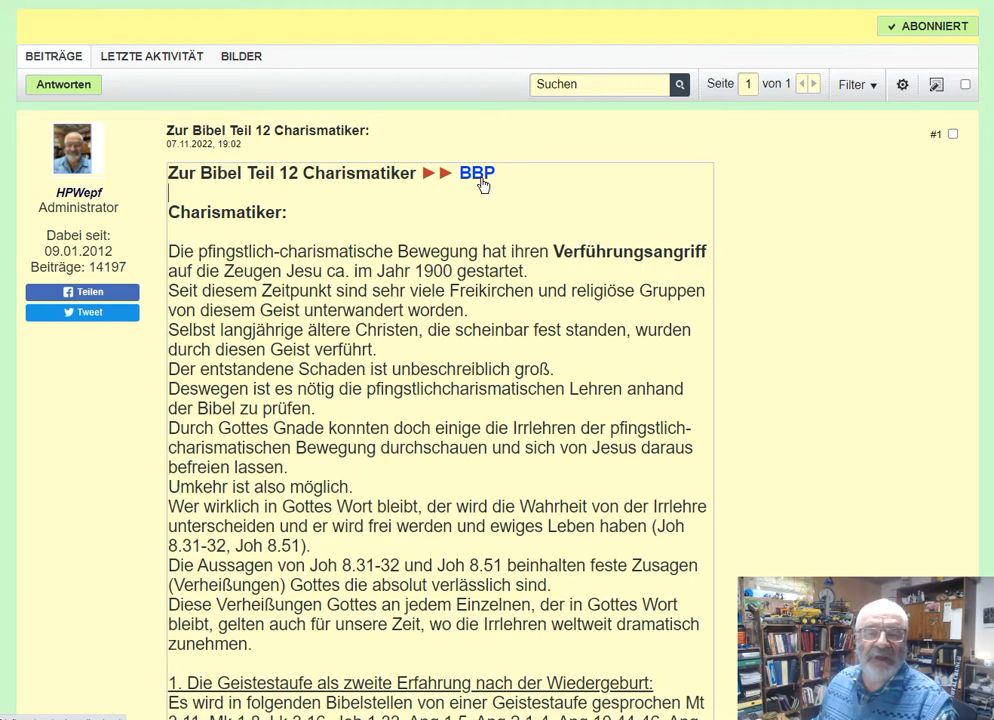 ABONNIERT
BEITRÄGE LETZTE AKTIVITÄT BILDER
Antworten Suchen Seite 1 von 1 Filter
Zur Bibel Teil 12 Charismatiker:
07.11.2022, 19:02
#1
HPWepf
Administrator
Dabei seit:
09.01.2012
Beiträge: 14197
Teilen
Tweet
Zur Bibel Teil 12 Charismatiker ►► BBP
Charismatiker:
Die pfingstlich-charismatische Bewegung hat ihren Verführungsangriff
auf die Zeugen Jesu ca. im Jahr 1900 gestartet.
Seit diesem Zeitpunkt sind sehr viele Freikirchen und religiöse Gruppen
von diesem Geist unterwandert worden.
Selbst langjährige ältere Christen, die scheinbar fest standen, wurden
durch diesen Geist verführt.
Der entstandene Schaden ist unbeschreiblich groß.
Deswegen ist es nötig die pfingstlichcharismatischen Lehren anhand
der Bibel zu prüfen.
Durch Gottes Gnade konnten doch einige die Irrlehren der pfingstlich-
charismatischen Bewegung durchschauen und sich von Jesus daraus
befreien lassen.
Umkehr ist also möglich.
Wer wirklich in Gottes Wort bleibt, der wird die Wahrheit von der Irrlehre
unterscheiden und er wird frei werden und ewiges Leben haben (Joh
8.31-32, Joh 8.51).
Die Aussagen von Joh 8.31-32 und Joh 8.51 beinhalten feste Zusagen
(Verheißungen) Gottes die absolut verlässlich sind.
Diese Verheißungen Gottes an jedem Einzelnen, der in Gottes Wort
bleibt, gelten auch für unsere Zeit, wo die Irrlehren weltweit dramatisch
zunehmen.
1. Die Geistestaufe als zweite Erfahrung nach der Wiedergeburt:
Es wird in folgenden Bibelstellen von einer Geistestaufe gesprochen Mt